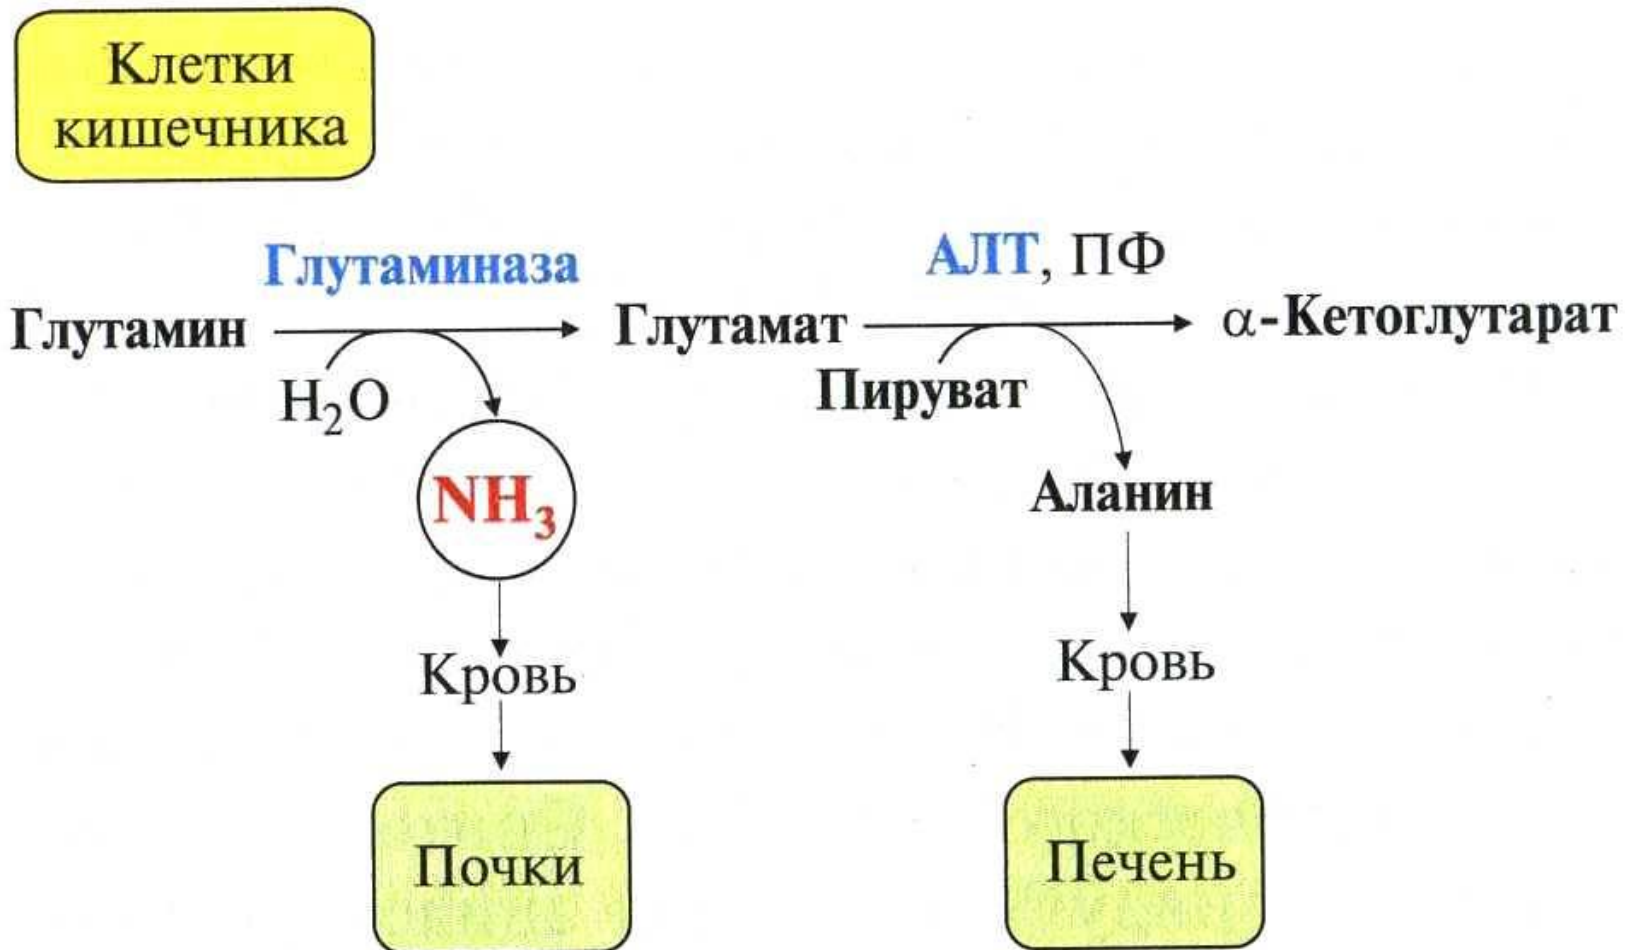 Клетки
кишечника
Глутаминаза
АЛТ, ПФ
Глутамин
Глутамат
α-Кетоглутарат
H₂O
Пируват
NH₃
Аланин
Кровь
Кровь
Почки
Печень